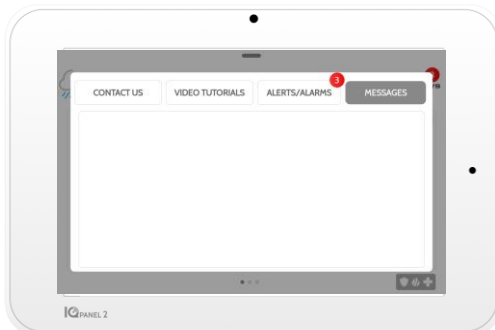 3
CONTACT US
VIDEO TUTORIALS
ALERTS/ALARMS
MESSAGES
IQ PANEL 2